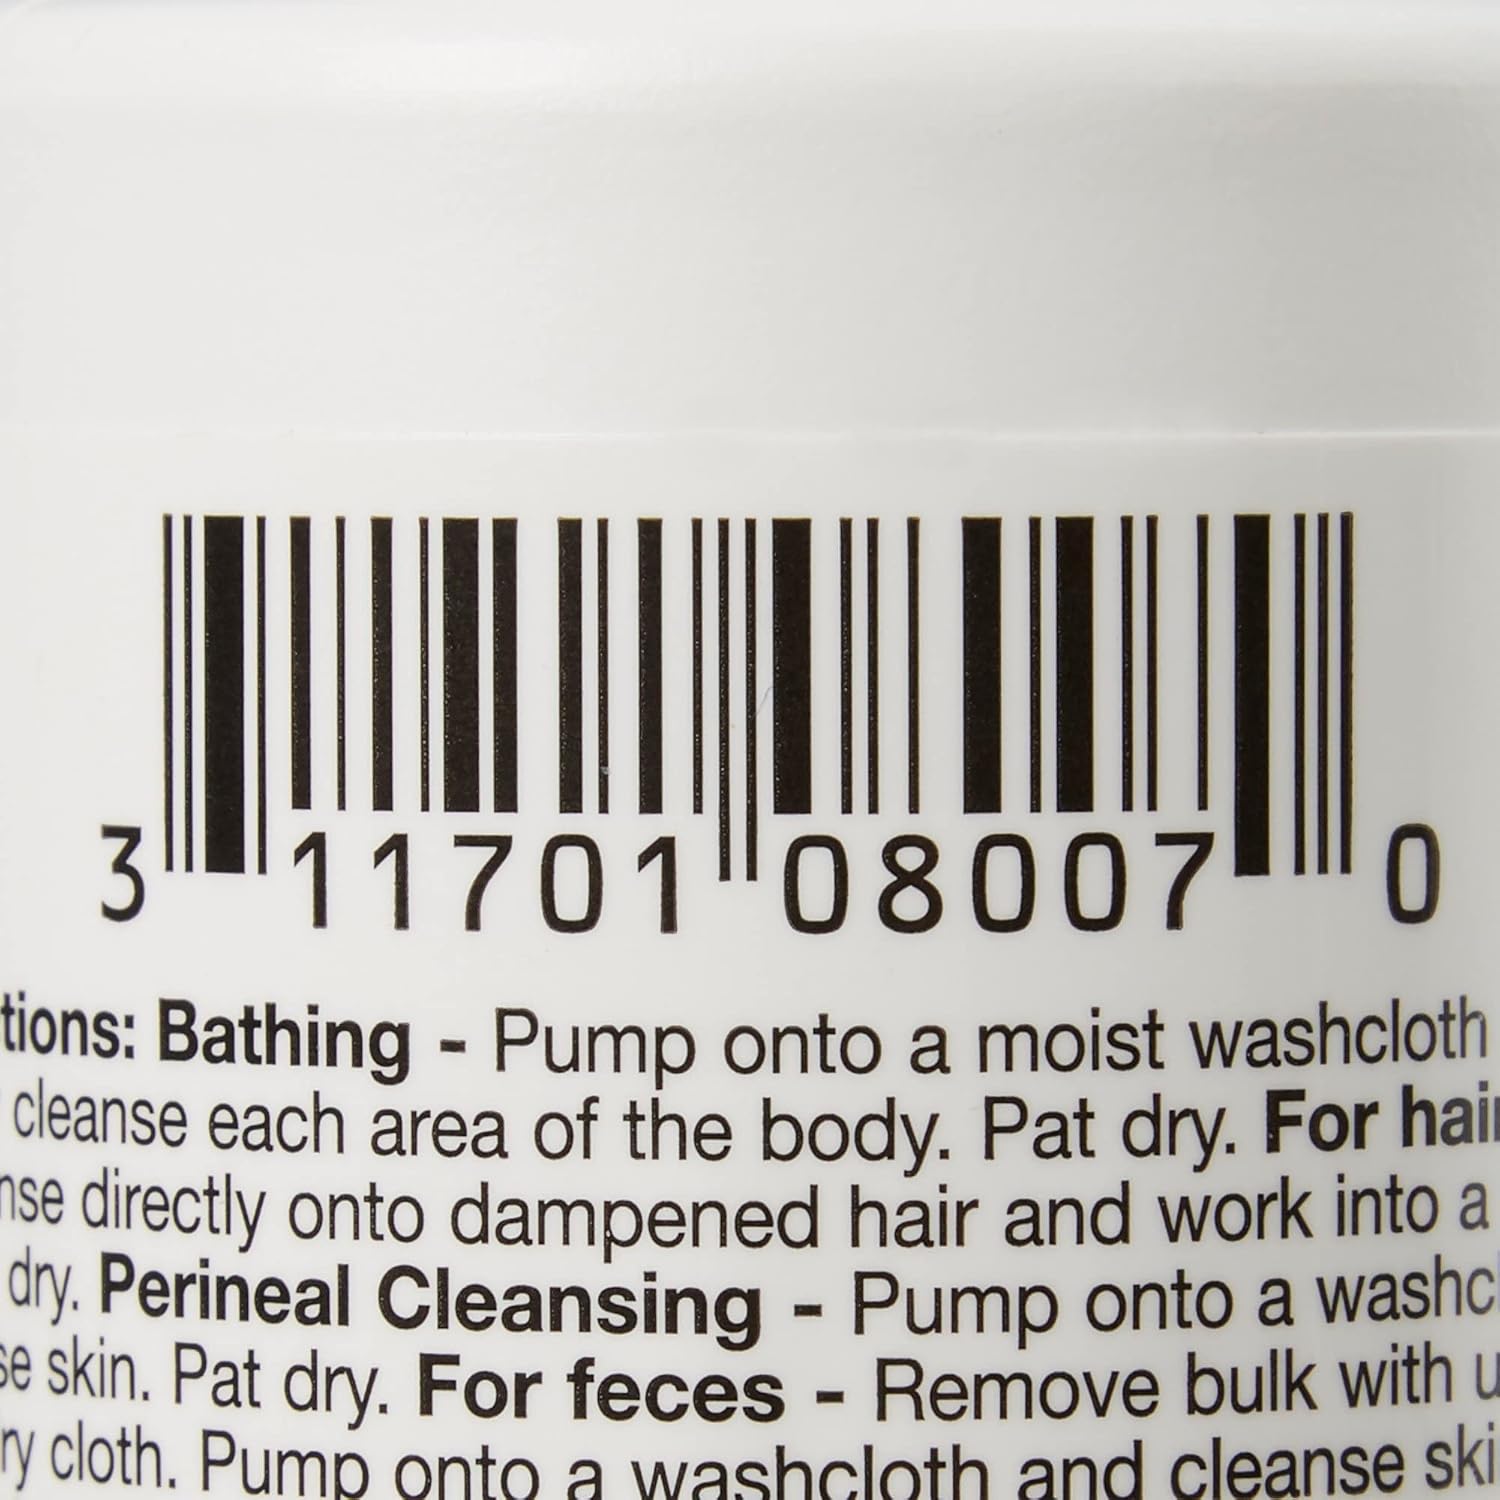 3 11701 08007 0
tions: Bathing - Pump onto a moist washcloth
cleanse each area of the body. Pat dry. For hair
nse directly onto dampened hair and work into a
dry. Perineal Cleansing - Pump onto a washcl
se skin. Pat dry. For feces - Remove bulk with u
ry cloth. Pump onto a washcloth and cleanse ski